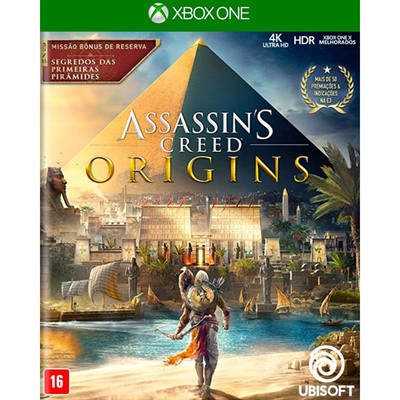 XBOX ONE
MISSÃO BÔNUS DE RESERVA
SEGREDOS DAS
PRIMEIRAS
PIRÂMIDES
4K
ULTRA HD
HDR
XBOX ONE X
MELHORADOS
MAIS DE 50
PREMIAÇÕES &
INDICAÇÕES
NA E3
ASSASSIN'S
CREED
ORIGINS
16
UBISOFT